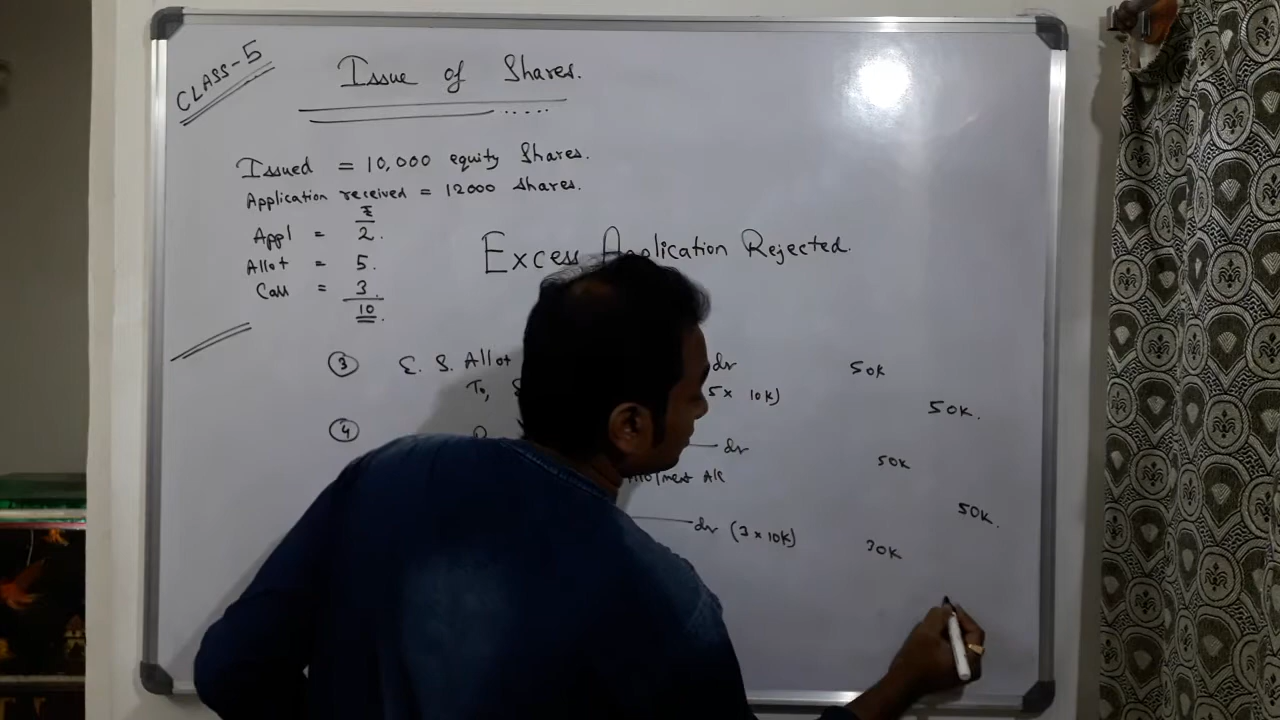 CLASS-5
Issue of Shares.
Issued = 10,000 equity Shares.
Application received = 12000 shares.
₹
Appl = 2.
Allot = 5.
Call = 3.
10.
Excess Application Rejected.
③ E. S. Allot dr 50K
To, 5 x 10K)
50K.
④ dr
50K
A/c
50K.
dr (3 x 10K) 30K